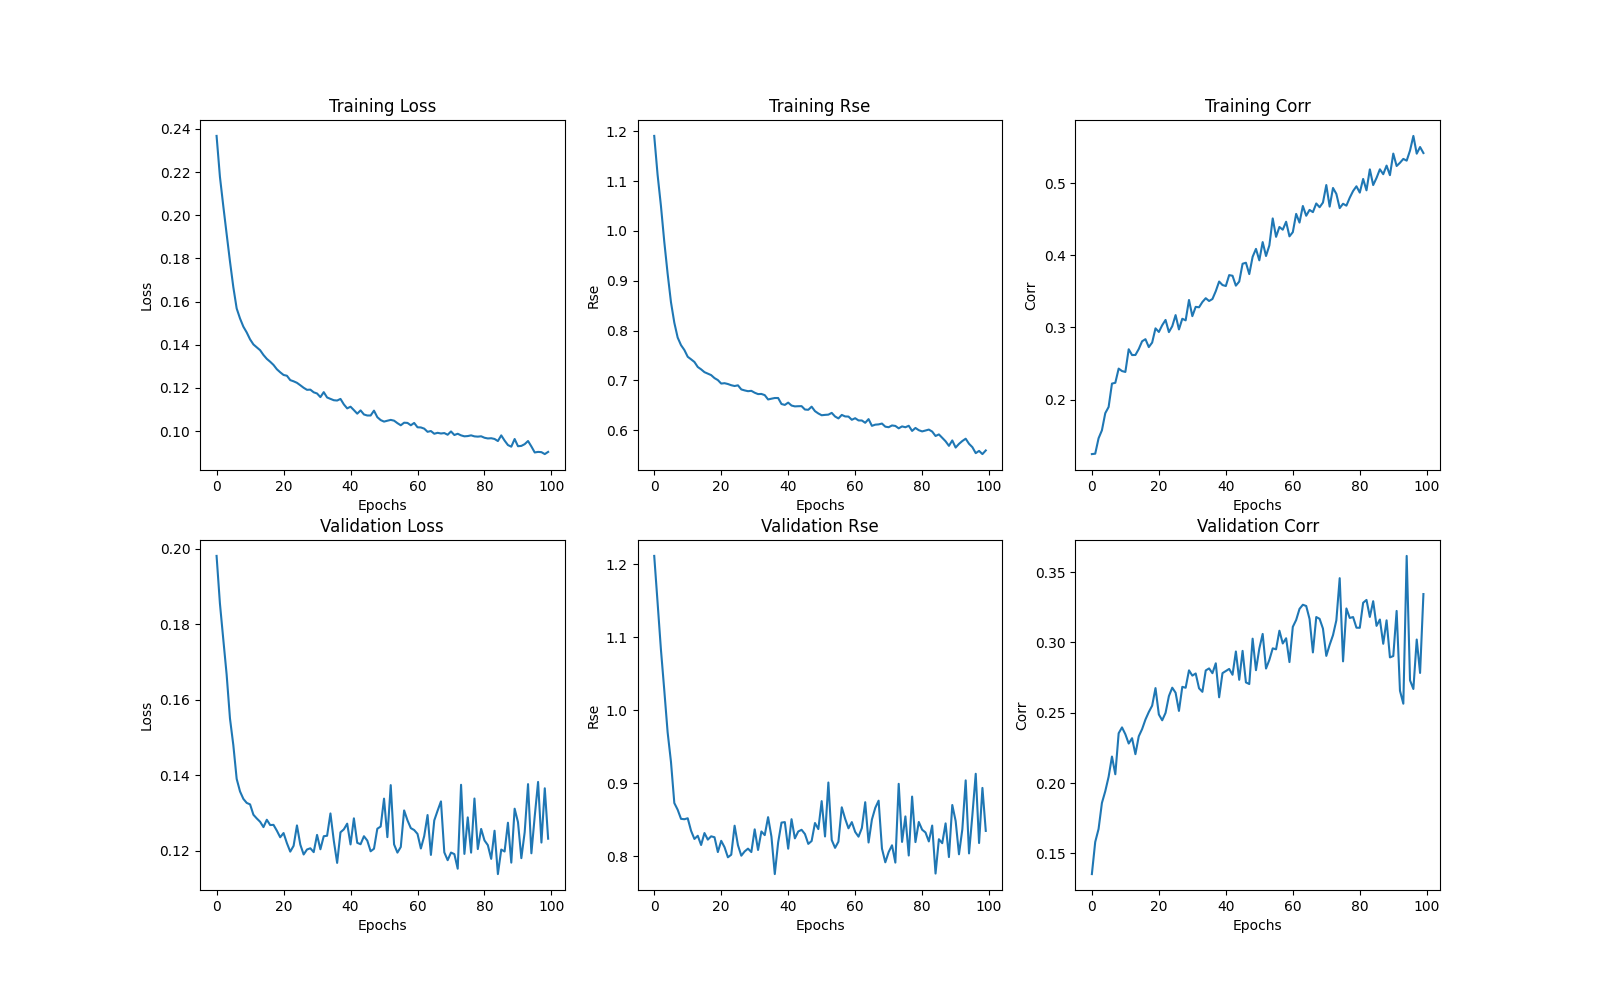 Training Loss
Training Rse
Training Corr
0.24
0.22
0.20
0.18
0.16
0.14
0.12
0.10
Loss
0 20 40 60 80 100
Epochs
1.2
1.1
1.0
0.9
0.8
0.7
0.6
Rse
0 20 40 60 80 100
Epochs
0.5
0.4
0.3
0.2
Corr
0 20 40 60 80 100
Epochs
Validation Loss
Validation Rse
Validation Corr
0.20
0.18
0.16
0.14
0.12
Loss
0 20 40 60 80 100
Epochs
1.2
1.1
1.0
0.9
0.8
Rse
0 20 40 60 80 100
Epochs
0.35
0.30
0.25
0.20
0.15
Corr
0 20 40 60 80 100
Epochs